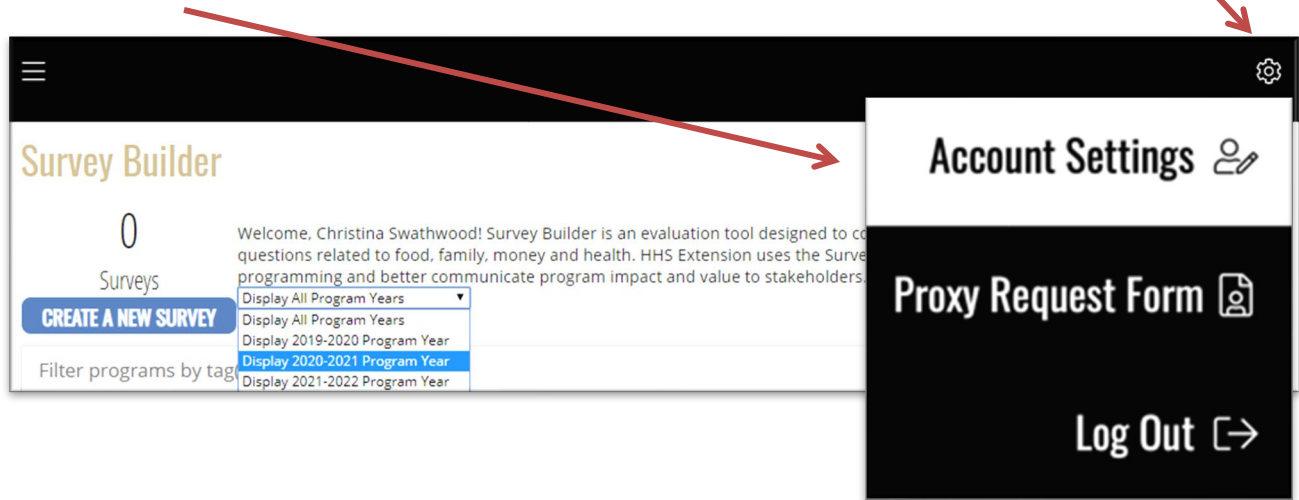 Survey Builder
0
Surveys
CREATE A NEW SURVEY
Welcome, Christina Swathwood! Survey Builder is an evaluation tool designed to
questions related to food, family, money and health. HHS Extension uses the
programming and better communicate program impact and value to stakeholders.
Display All Program Years
Display All Program Years
Display 2019-2020 Program Year
Display 2020-2021 Program Year
Display 2021-2022 Program Year
Filter programs by
Account Settings
Proxy Request Form
Log Out